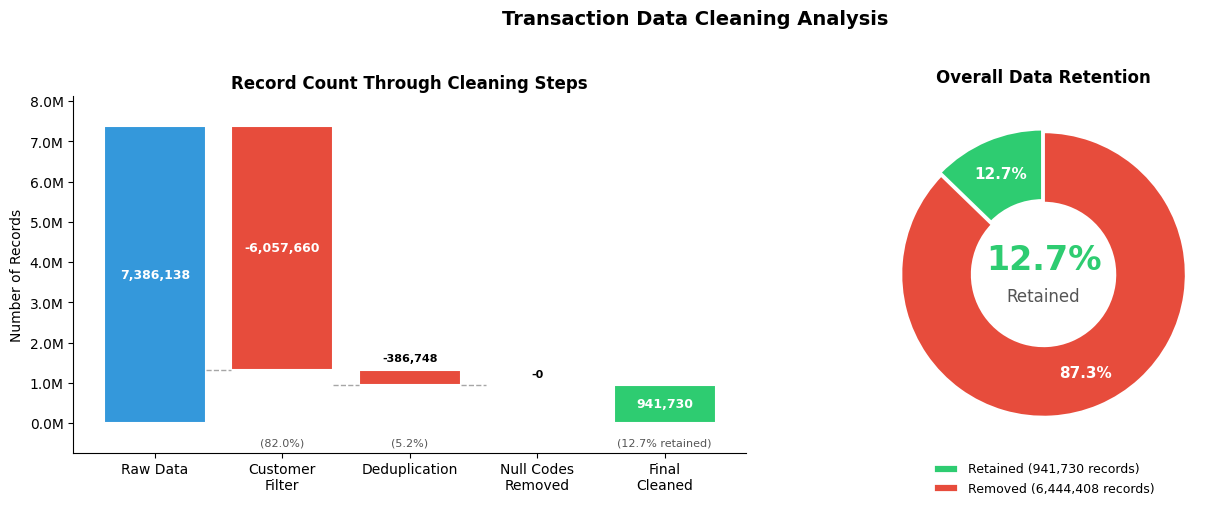 Transaction Data Cleaning Analysis
Record Count Through Cleaning Steps
Number of Records
8.0M
7.0M
6.0M
5.0M
4.0M
3.0M
2.0M
1.0M
0.0M
7,386,138
-6,057,660
-386,748
-0
941,730
(82.0%)
(5.2%)
(12.7% retained)
Raw Data
Customer
Filter
Deduplication
Null Codes
Removed
Final
Cleaned
Overall Data Retention
12.7%
12.7%
Retained
87.3%
Retained (941,730 records)
Removed (6,444,408 records)